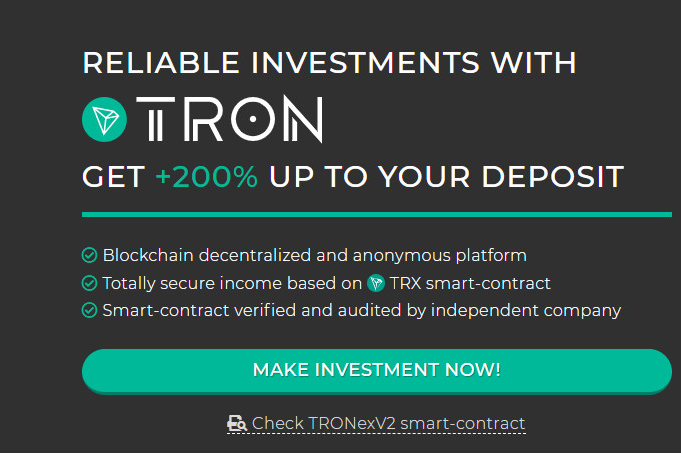 RELIABLE INVESTMENTS WITH
TRON
GET +200% UP TO YOUR DEPOSIT
Blockchain decentralized and anonymous platform
Totally secure income based on TRX smart-contract
Smart-contract verified and audited by independent company
MAKE INVESTMENT NOW!
Check TRONexV2 smart-contract